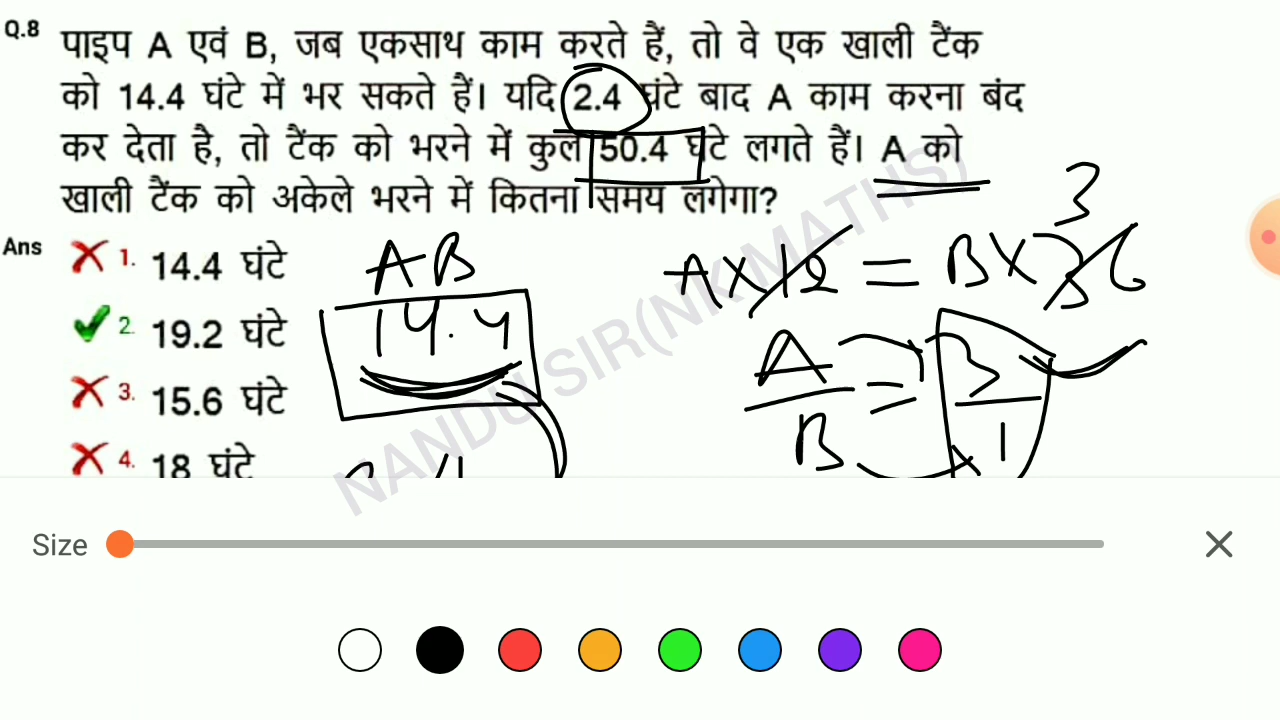 Q.8 पाइप A एवं B, जब एकसाथ काम करते हैं, तो वे एक खाली टैंक
को 14.4 घंटे में भर सकते हैं। यदि 2.4 घंटे बाद A काम करना बंद
कर देता है, तो टैंक को भरने में कुल 50.4 घंटे लगते हैं। A को
खाली टैंक को अकेले भरने में कितना समय लगेगा?
Ans 1. 14.4 घंटे
2. 19.2 घंटे
3. 15.6 घंटे
4. 18 घंटे
A B
14.4
3
A × 12 = B × 36
A/B = 3/1
NANDU SIR(NK MATHS)
Size